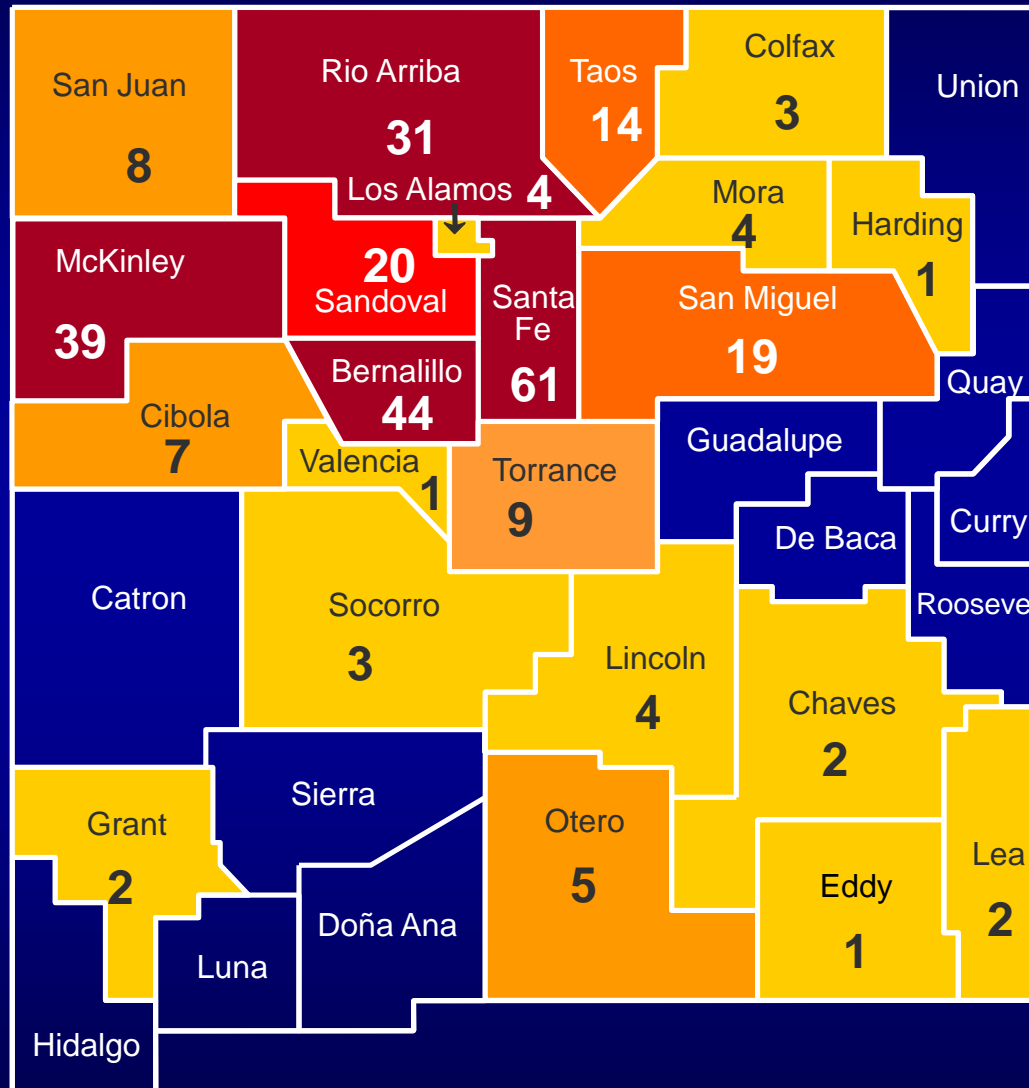 San Juan
8
Rio Arriba
31
Taos
14
Colfax
3
Union
Los Alamos 4
Mora
4
Harding
1
McKinley
39
20
Sandoval
Santa
Fe
61
San Miguel
19
Quay
Bernalillo
44
Cibola
7
Valencia
1
Torrance
9
Guadalupe
De Baca
Curry
Catron
Socorro
3
Lincoln
4
Chaves
2
Rooseve
Sierra
Grant
2
Otero
5
Eddy
1
Lea
2
Doña Ana
Luna
Hidalgo